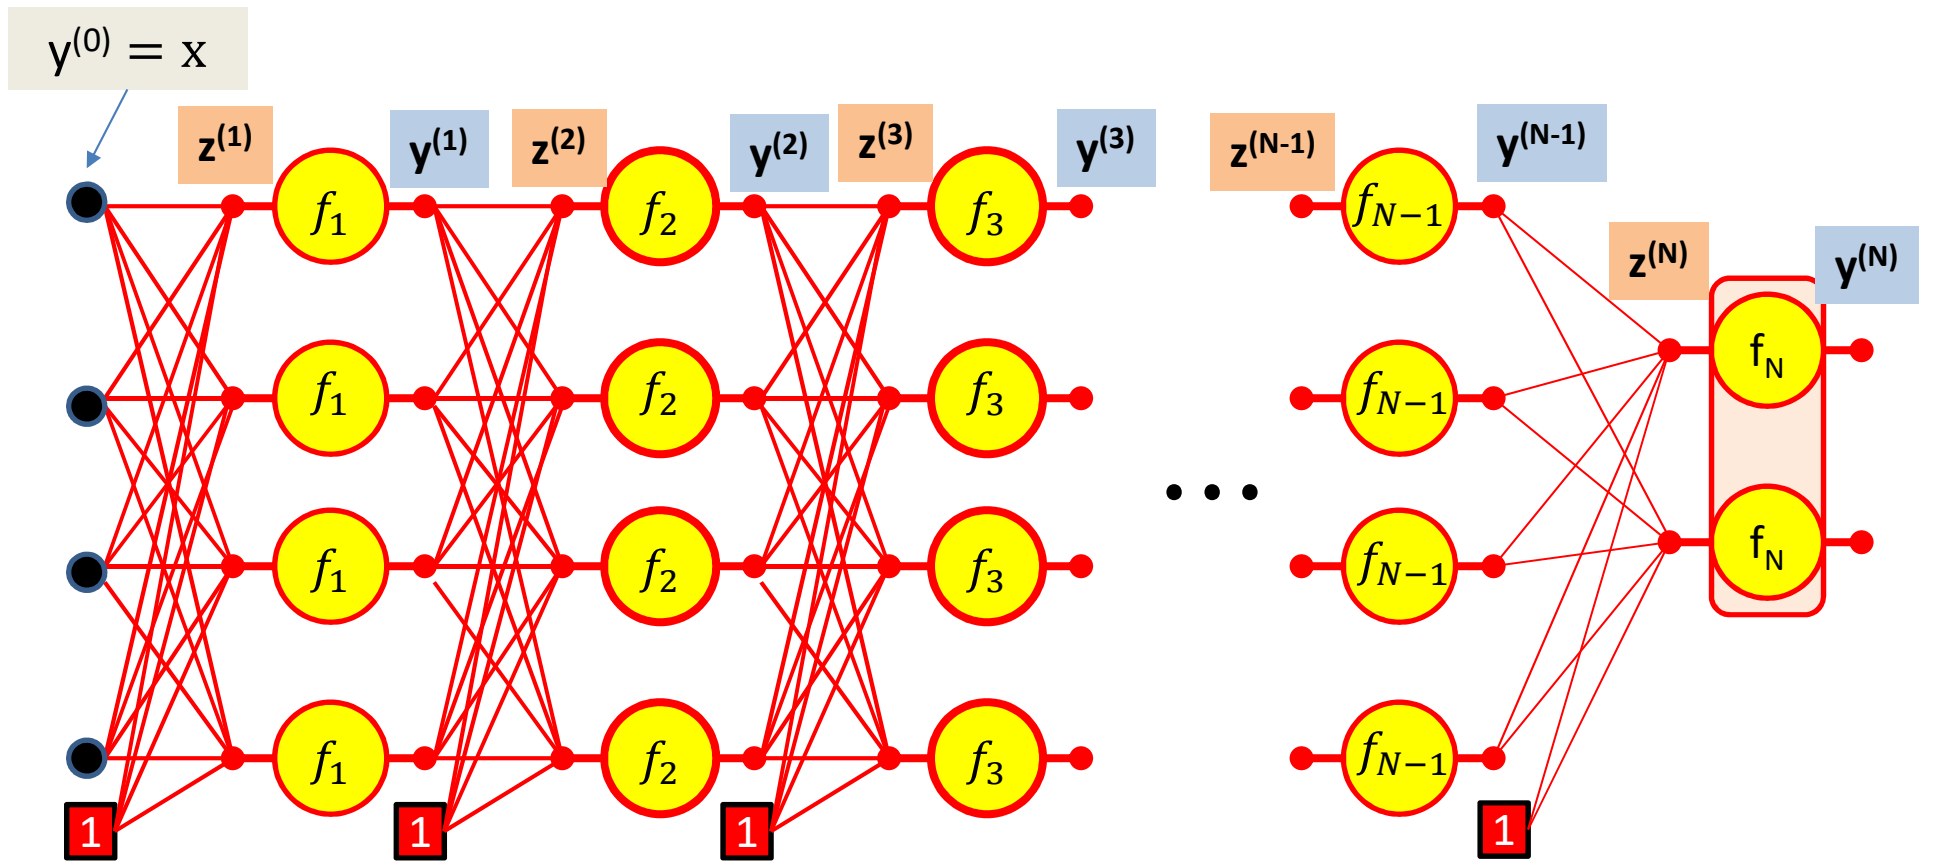 y(0) = x
z(1) y(1) z(2) y(2) z(3) y(3) z(N-1) y(N-1)
f1 f2 f3 fN−1
z(N) y(N)
fN
f1 f2 f3 fN−1
fN
f1 f2 f3 fN−1
f1 f2 f3 fN−1
1 1 1 1